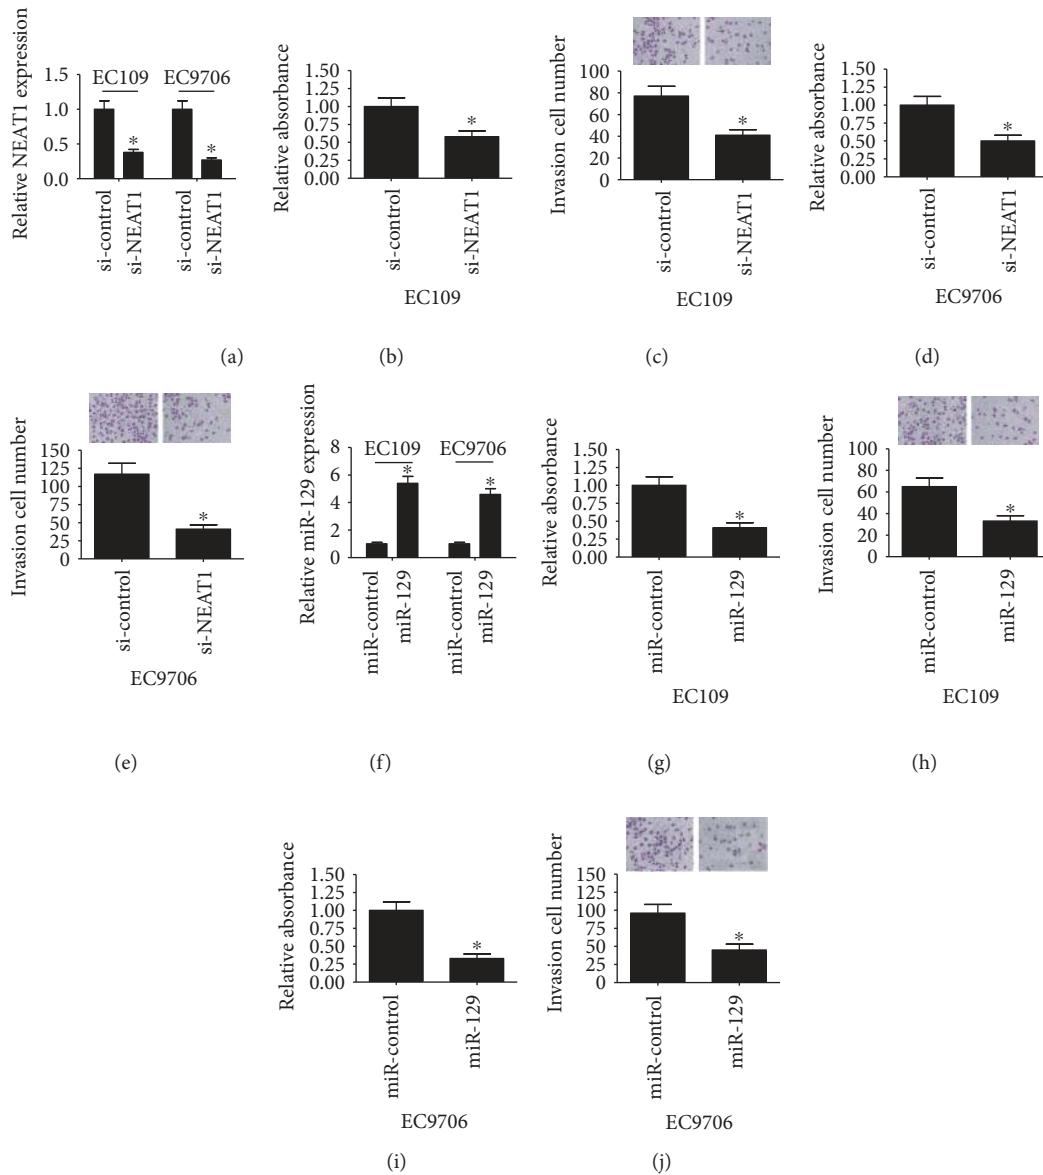 Relative NEAT1 expression
1.5
1.0
0.5
0.0
EC109
EC9706
*
*
si-control
si-NEAT1
si-control
si-NEAT1
(a)
Relative absorbance
1.50
1.25
1.00
0.75
0.50
0.25
0.00
*
si-control
si-NEAT1
EC109
(b)
Invasion cell number
100
80
60
40
20
0
*
si-control
si-NEAT1
EC109
(c)
Relative absorbance
1.50
1.25
1.00
0.75
0.50
0.25
0.00
*
si-control
si-NEAT1
EC9706
(d)
Invasion cell number
150
125
100
75
50
25
0
*
si-control
si-NEAT1
EC9706
(e)
Relative miR-129 expression
8
6
4
2
0
EC109
EC9706
*
*
miR-control
miR-129
miR-control
miR-129
(f)
Relative absorbance
1.50
1.25
1.00
0.75
0.50
0.25
0.00
*
miR-control
miR-129
EC109
(g)
Invasion cell number
100
80
60
40
20
0
*
miR-control
miR-129
EC109
(h)
Relative absorbance
1.50
1.25
1.00
0.75
0.50
0.25
0.00
*
miR-control
miR-129
EC9706
(i)
Invasion cell number
150
125
100
75
50
25
0
*
miR-control
miR-129
EC9706
(j)